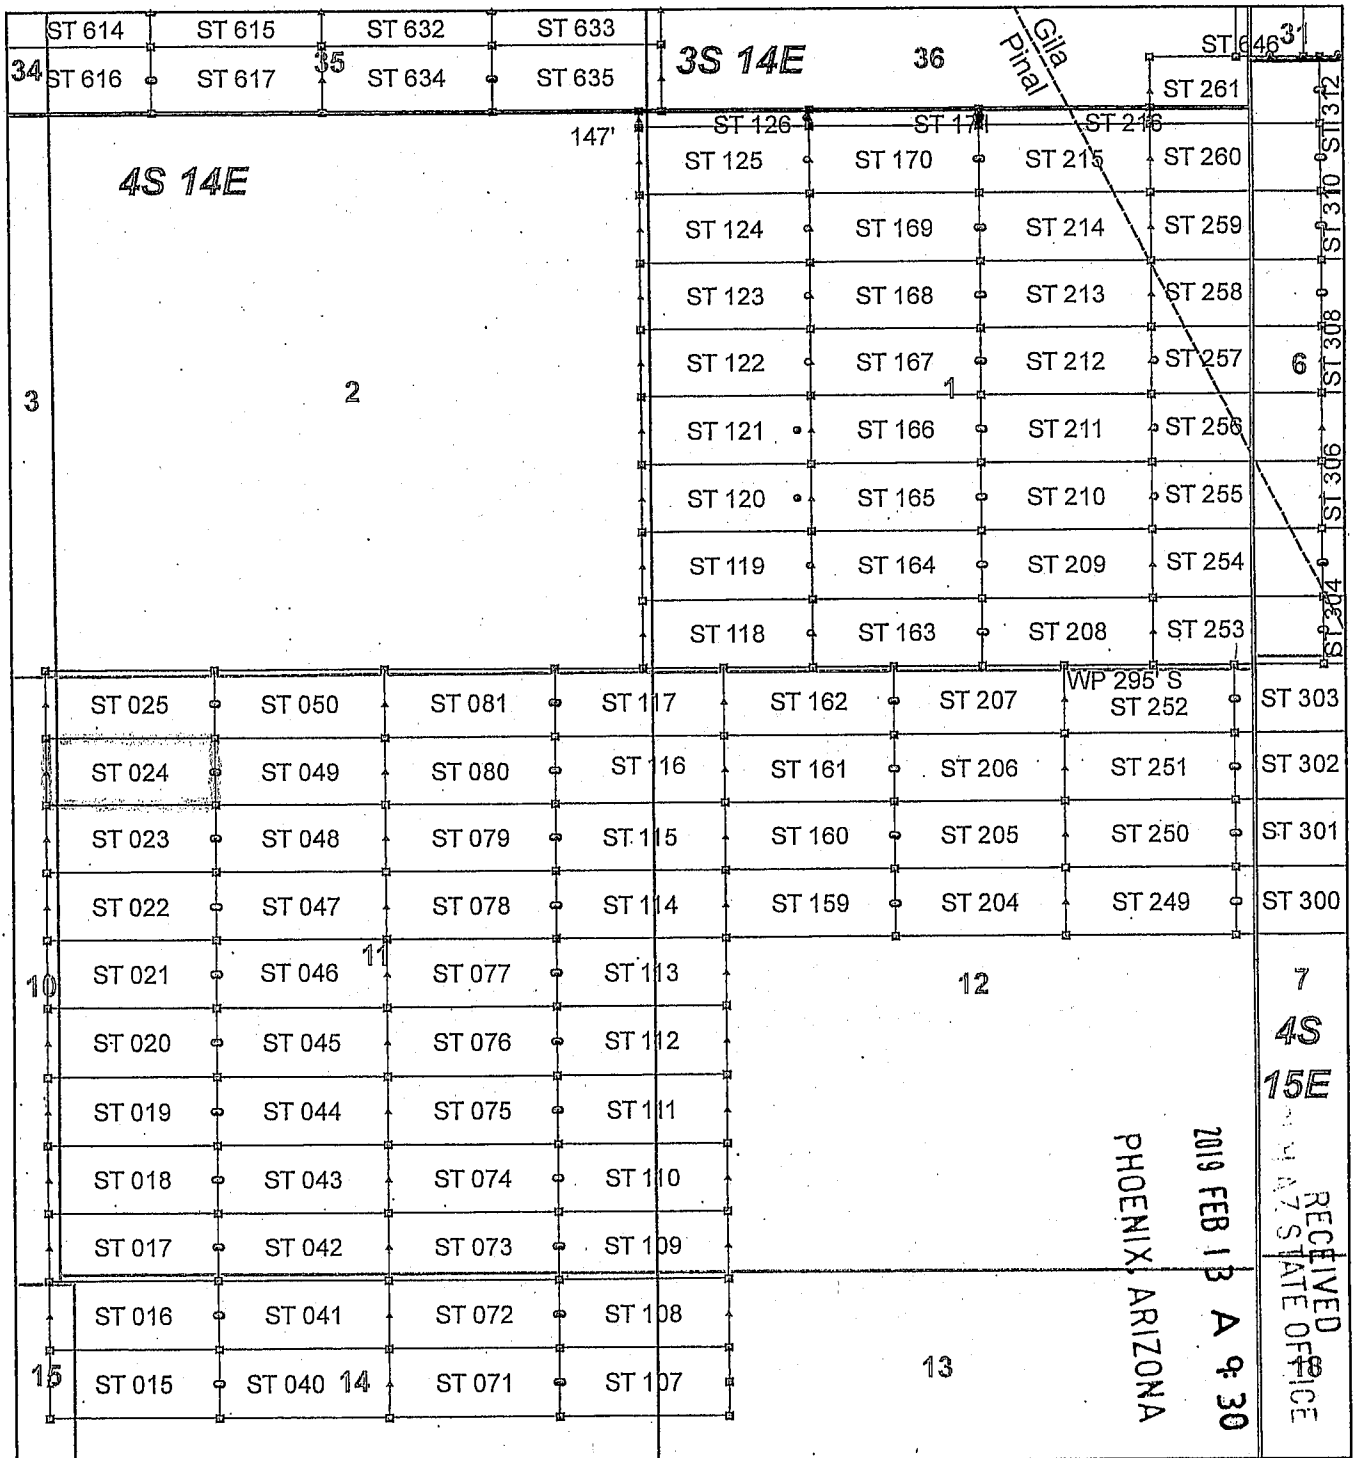 ST 614 ST 615 ST 632 ST 633
3S 14E 36 Gila Pinal ST 646 31
34 ST 616 ST 617 35 ST 634 ST 635
ST 261 ST 312
147' ST 126 ST 171 ST 216
4S 14E ST 125 ST 170 ST 215 ST 260
ST 310
ST 124 ST 169 ST 214 ST 259
ST 123 ST 168 ST 213 ST 258
ST 308
3 2 ST 122 ST 167 1 ST 212 ST 257 6
ST 121 ST 166 ST 211 ST 256
ST 306
ST 120 ST 165 ST 210 ST 255
ST 119 ST 164 ST 209 ST 254
ST 304
ST 118 ST 163 ST 208 ST 253
WP 295' S
ST 025 ST 050 ST 081 ST 117 ST 162 ST 207 ST 252 ST 303
ST 024 ST 049 ST 080 ST 116 ST 161 ST 206 ST 251 ST 302
ST 023 ST 048 ST 079 ST 115 ST 160 ST 205 ST 250 ST 301
ST 022 ST 047 ST 078 ST 114 ST 159 ST 204 ST 249 ST 300
11
10 ST 021 ST 046 ST 077 ST 113 12 7
ST 020 ST 045 ST 076 ST 112 4S
ST 019 ST 044 ST 075 ST 111 15E
ST 018 ST 043 ST 074 ST 110
ST 017 ST 042 ST 073 ST 109
ST 016 ST 041 ST 072 ST 108
15 ST 015 ST 040 14 ST 071 ST 107 13 18
RECEIVED
AZ STATE OFFICE
2019 FEB 13 A 9:30
PHOENIX, ARIZONA